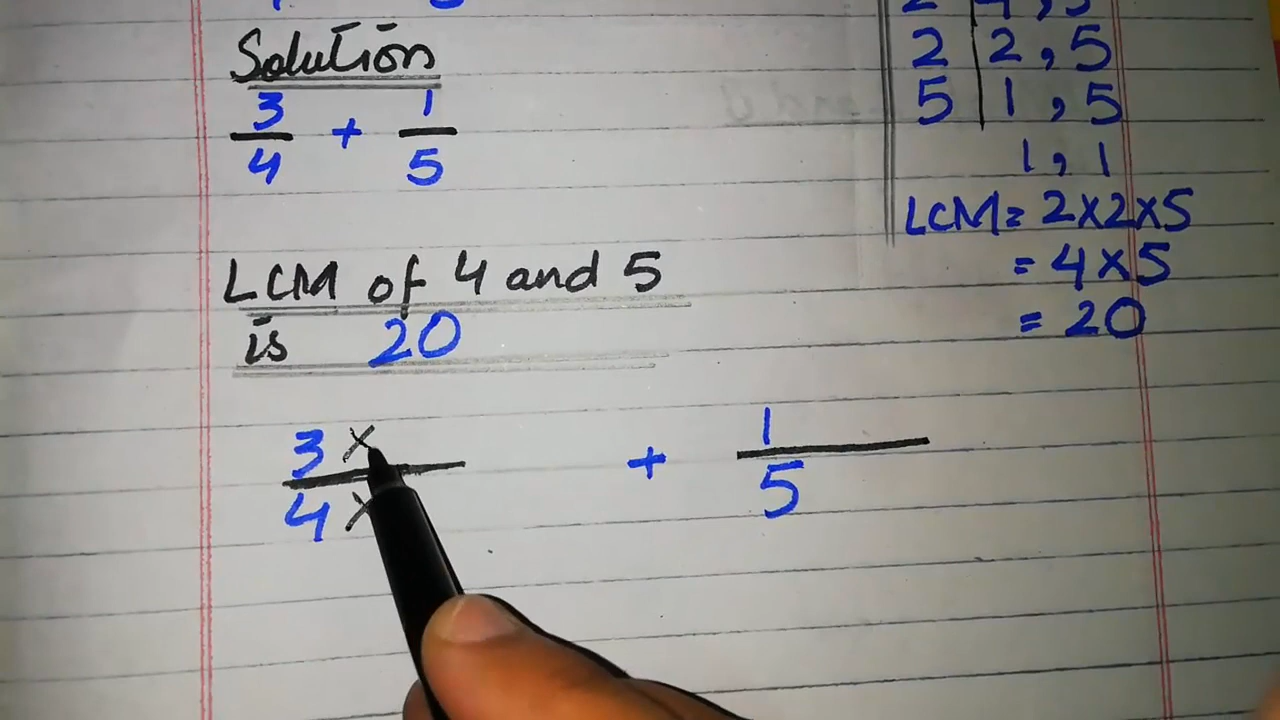 Solution
3/4 + 1/5
LCM of 4 and 5
is 20
3 ×/4 × + 1/5
2 | 2, 5
5 | 1, 5
1, 1
LCM = 2×2×5
= 4×5
= 20